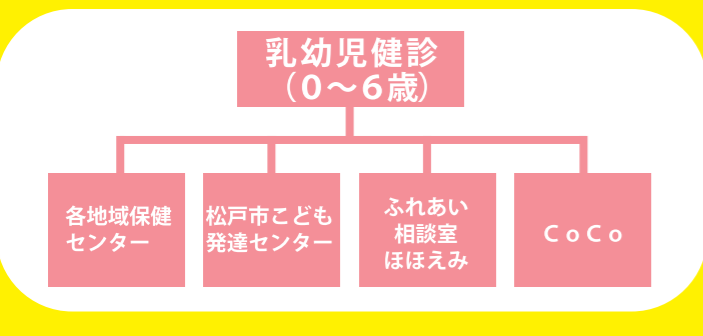 乳幼児健診
（０～６歳）
各地域保健
センター
松戸市こども
発達センター
ふれあい
相談室
ほほえみ
ＣｏＣｏ